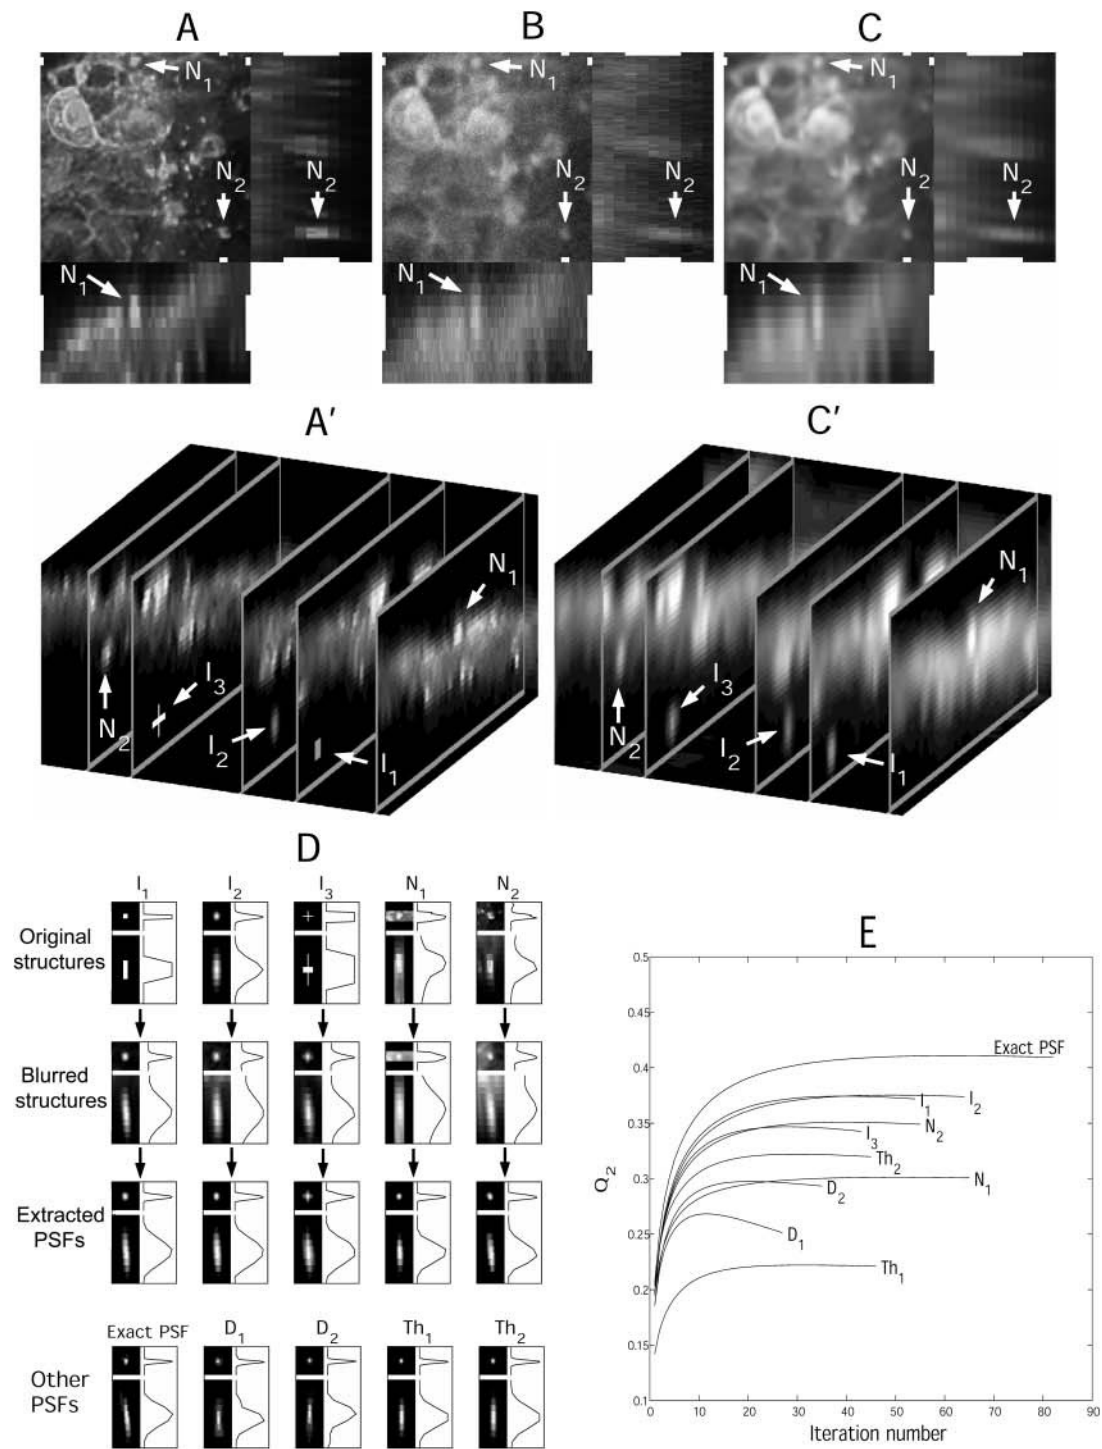 A
B
C
N1
N1
N1
N2
N2
N2
N2
N2
N2
N1
N1
N1
A′
C′
N1
N1
I3
I3
N2
I2
I1
N2
I2
I1
D
I1
I2
I3
N1
N2
Original
structures
Blurred
structures
Extracted
PSFs
Exact PSF
D1
D2
Th1
Th2
Other
PSFs
E
0.5
0.45
0.4
0.35
0.3
0.25
0.2
0.15
0.1
Q2
Exact PSF
I1
I2
N2
I3
Th2
N1
D2
D1
Th1
0
10
20
30
40
50
60
70
80
90
Iteration number